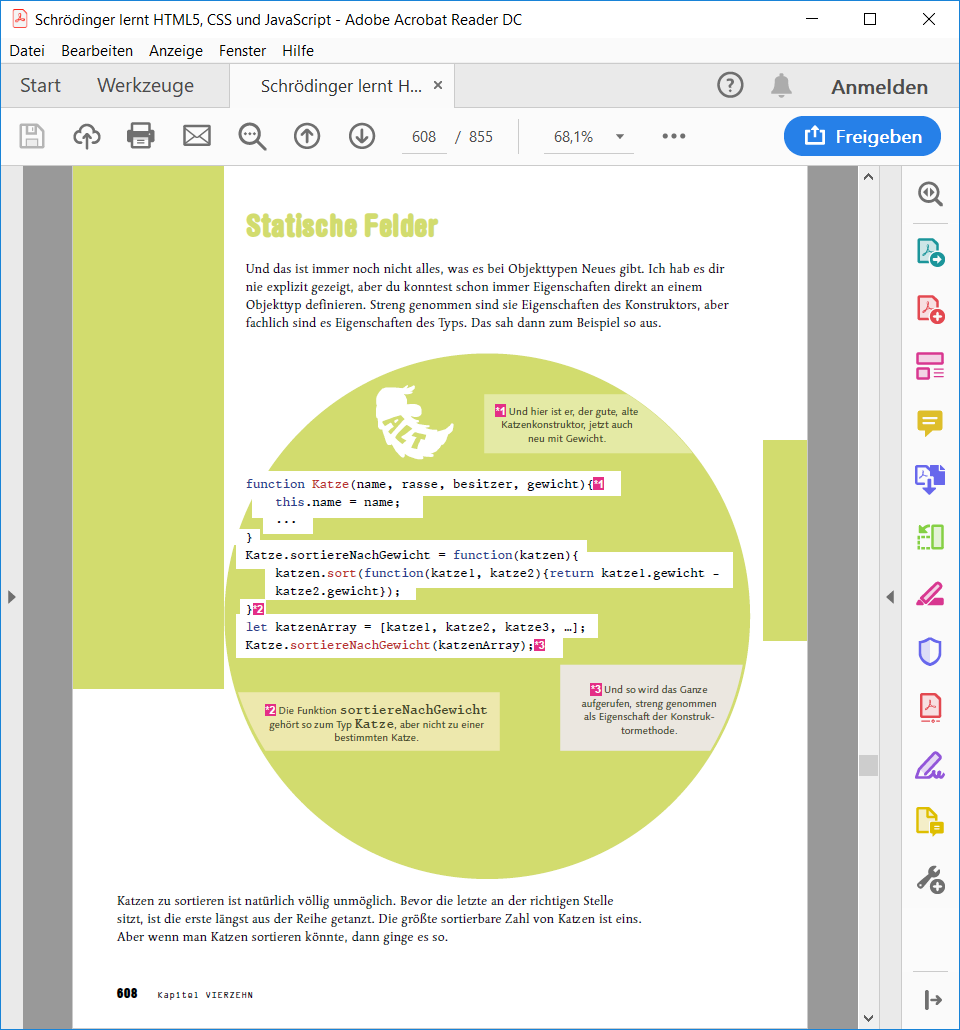 Schrödinger lernt HTML5, CSS und JavaScript - Adobe Acrobat Reader DC
Datei Bearbeiten Anzeige Fenster Hilfe
Start Werkzeuge Schrödinger lernt H... × ? Anmelden
608 / 855 68,1% Freigeben
Statische Felder
Und das ist immer noch nicht alles, was es bei Objekttypen Neues gibt. Ich hab es dir
nie explizit gezeigt, aber du konntest schon immer Eigenschaften direkt an einem
Objekttyp definieren. Streng genommen sind sie Eigenschaften des Konstruktors, aber
fachlich sind es Eigenschaften des Typs. Das sah dann zum Beispiel so aus.
ALT
*1 Und hier ist er, der gute, alte
Katzenkonstruktor, jetzt auch
neu mit Gewicht.
function Katze(name, rasse, besitzer, gewicht){*1
this.name = name;
...
}
Katze.sortiereNachGewicht = function(katzen){
katzen.sort(function(katze1, katze2){return katze1.gewicht –
katze2.gewicht});
}*2
let katzenArray = [katze1, katze2, katze3, …];
Katze.sortiereNachGewicht(katzenArray);*3
*2 Die Funktion sortiereNachGewicht
gehört so zum Typ Katze, aber nicht zu einer
bestimmten Katze.
*3 Und so wird das Ganze
aufgerufen, streng genommen
als Eigenschaft der Konstruk-
tormethode.
Katzen zu sortieren ist natürlich völlig unmöglich. Bevor die letzte an der richtigen Stelle
sitzt, ist die erste längst aus der Reihe getanzt. Die größte sortierbare Zahl von Katzen ist eins.
Aber wenn man Katzen sortieren könnte, dann ginge es so.
608 Kapitel VIERZEHN